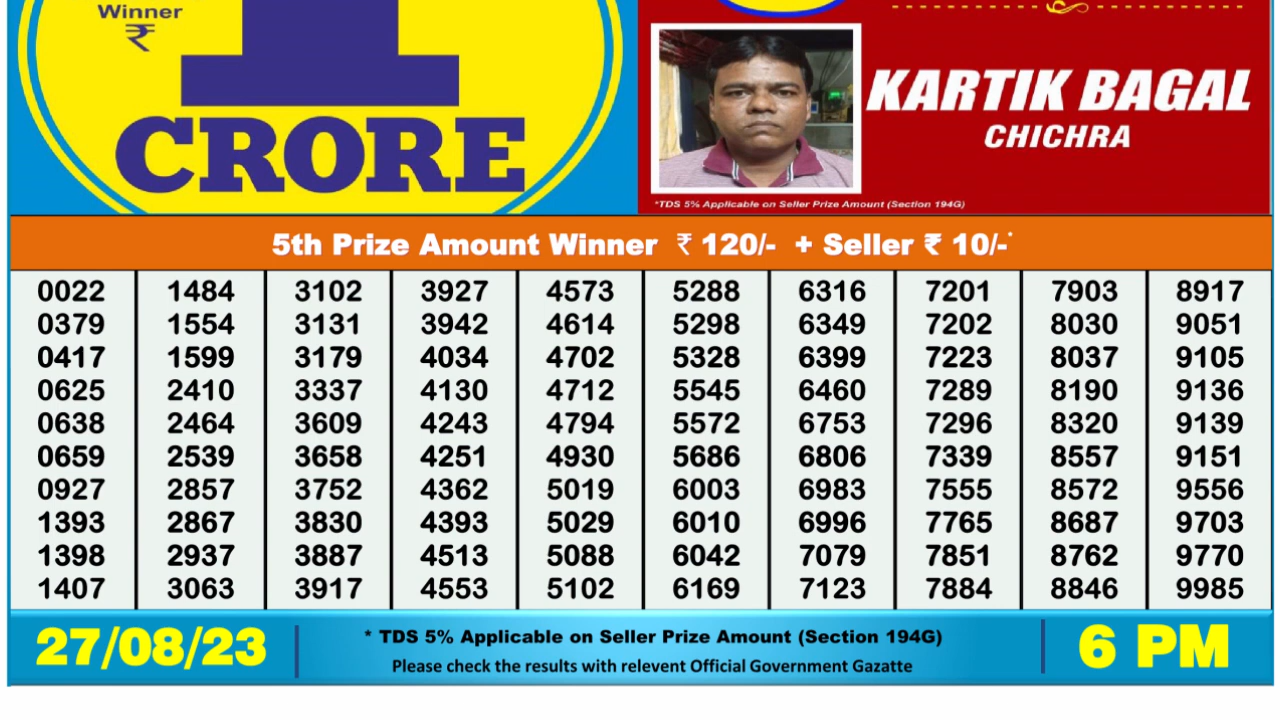 Winner
₹
1
CRORE
KARTIK BAGAL
CHICHRA
*TDS 5% Applicable on Seller Prize Amount (Section 194G)
5th Prize Amount Winner ₹ 120/- + Seller ₹ 10/-*
0022 1484 3102 3927 4573 5288 6316 7201 7903 8917
0379 1554 3131 3942 4614 5298 6349 7202 8030 9051
0417 1599 3179 4034 4702 5328 6399 7223 8037 9105
0625 2410 3337 4130 4712 5545 6460 7289 8190 9136
0638 2464 3609 4243 4794 5572 6753 7296 8320 9139
0659 2539 3658 4251 4930 5686 6806 7339 8557 9151
0927 2857 3752 4362 5019 6003 6983 7555 8572 9556
1393 2867 3830 4393 5029 6010 6996 7765 8687 9703
1398 2937 3887 4513 5088 6042 7079 7851 8762 9770
1407 3063 3917 4553 5102 6169 7123 7884 8846 9985
27/08/23
* TDS 5% Applicable on Seller Prize Amount (Section 194G)
Please check the results with relevent Official Government Gazatte
6 PM